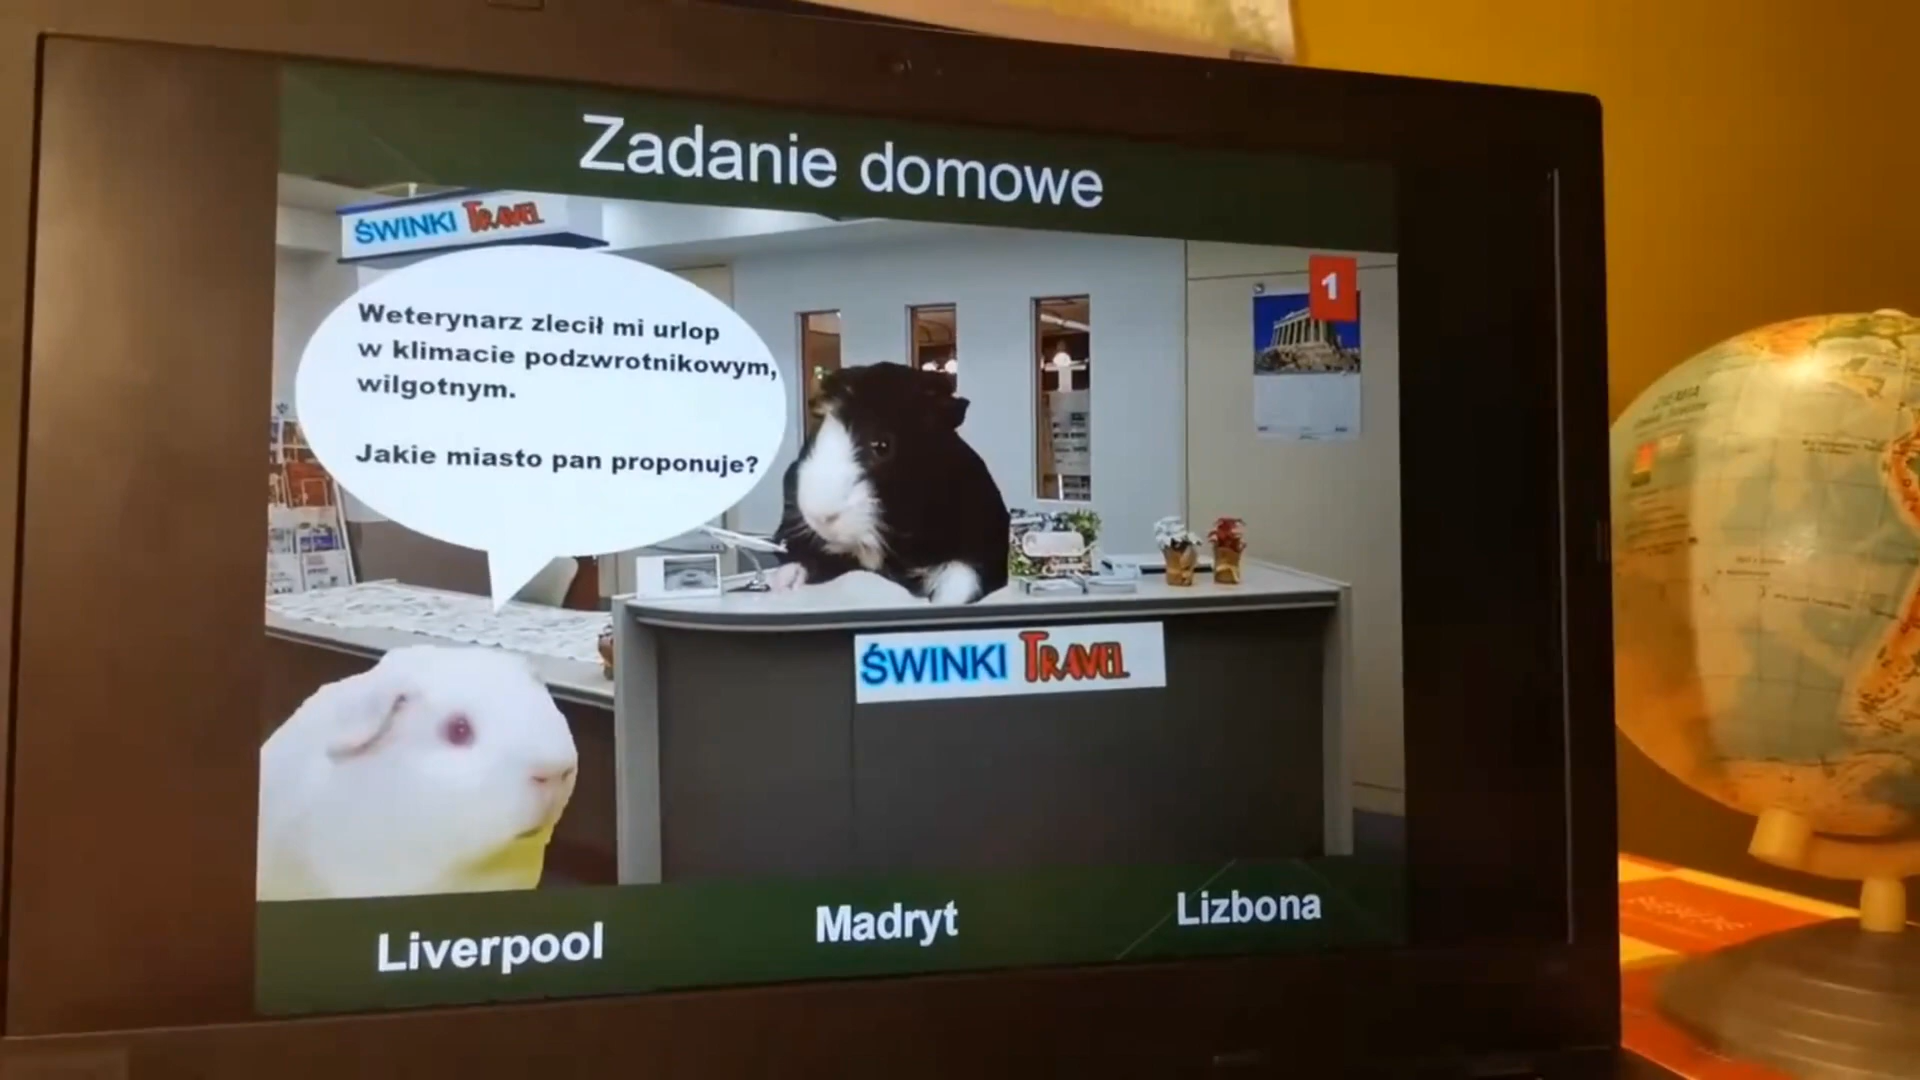 Zadanie domowe
ŚWINKI TRAVEL
1
Weterynarz zlecił mi urlop
w klimacie podzwrotnikowym,
wilgotnym.
Jakie miasto pan proponuje?
ŚWINKI TRAVEL
Liverpool
Madryt
Lizbona